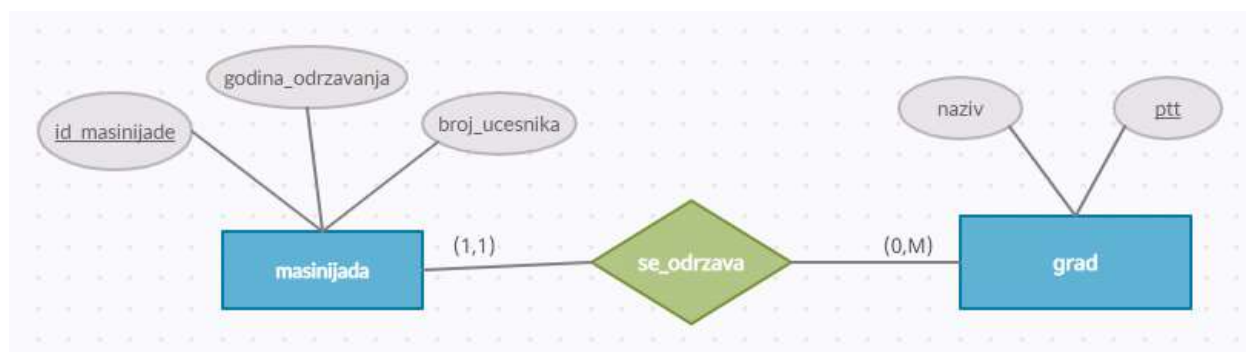 godina_odrzavanja
id_masinijade
broj_ucesnika
naziv
ptt
masinijada
(1,1)
se_odrzava
(0,M)
grad